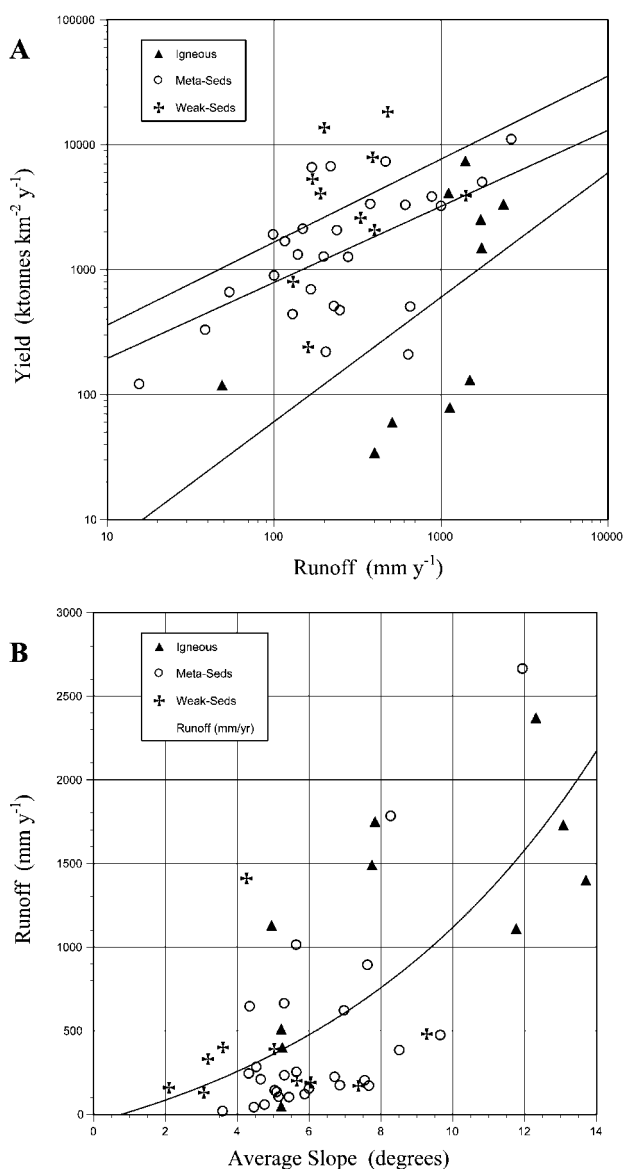 A
100000
10000
1000
100
10
Yield (ktonnes km-2 y-1)
Igneous
Meta-Seds
Weak-Seds
10 100 1000 10000
Runoff (mm y-1)
B
3000
2500
2000
1500
1000
500
0
Runoff (mm y-1)
Igneous
Meta-Seds
Weak-Seds
Runoff (mm/yr)
0 2 4 6 8 10 12 14
Average Slope (degrees)